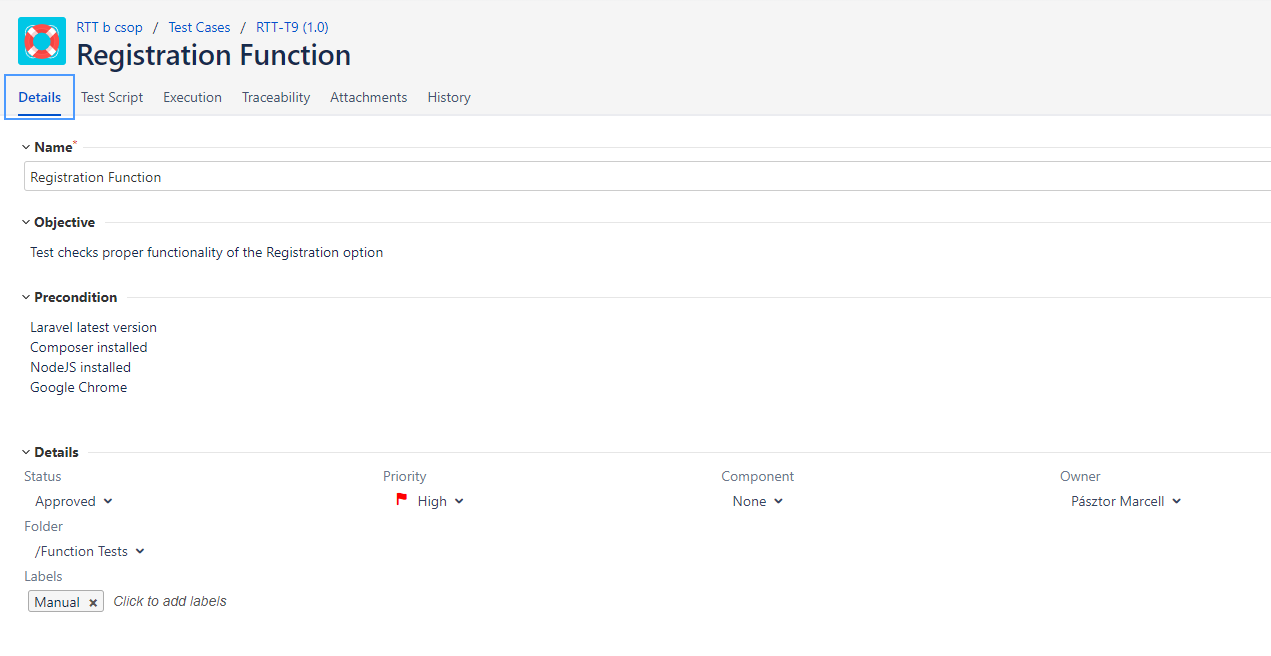 RTT b csop / Test Cases / RTT-T9 (1.0)
Registration Function
Details Test Script Execution Traceability Attachments History
Name*
Registration Function
Objective
Test checks proper functionality of the Registration option
Precondition
Laravel latest version
Composer installed
NodeJS installed
Google Chrome
Details
Status Priority Component Owner
Approved High None Pásztor Marcell
Folder
/Function Tests
Labels
Manual × Click to add labels